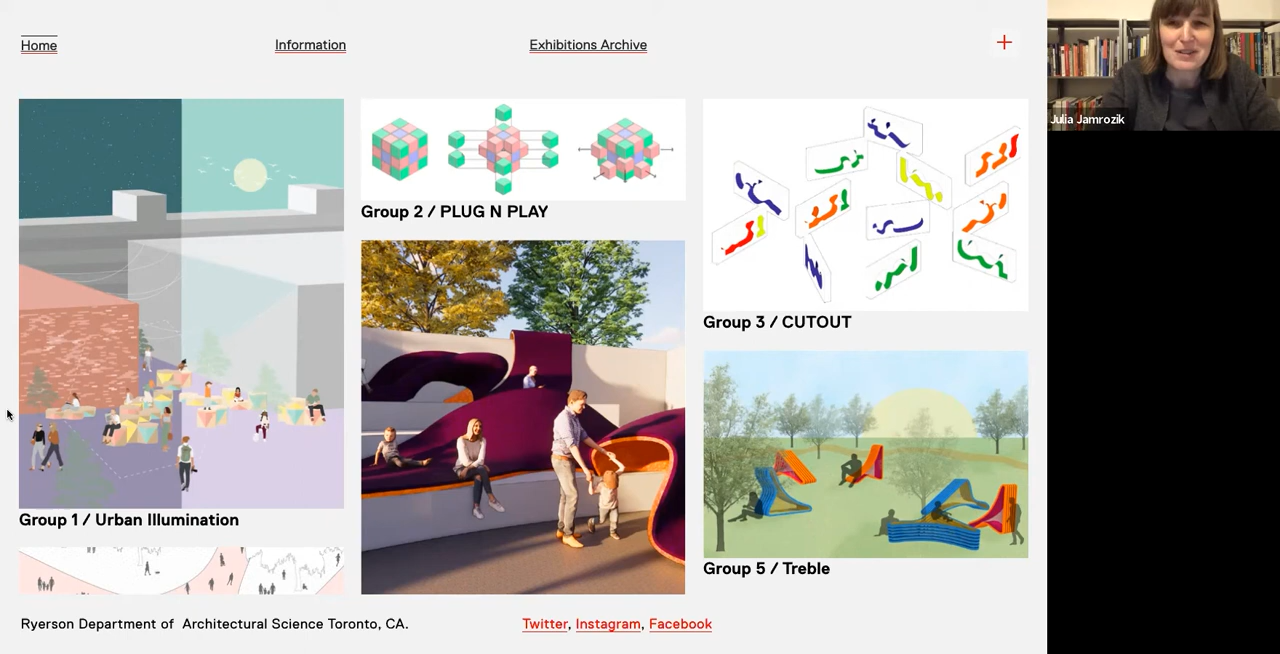 Home
Information
Exhibitions Archive
+
Julia Jamrozik
Group 2 / PLUG N PLAY
Group 3 / CUTOUT
Group 1 / Urban Illumination
Group 5 / Treble
Ryerson Department of Architectural Science Toronto, CA.
Twitter, Instagram, Facebook